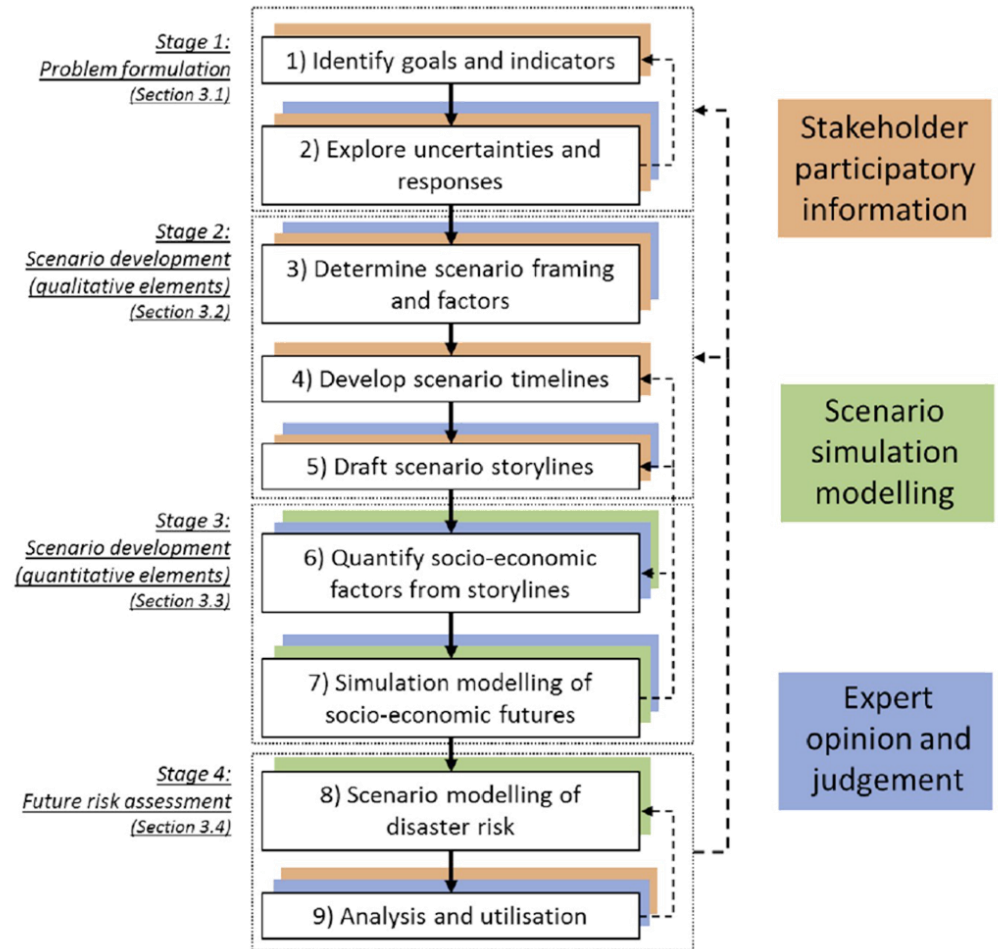 Stage 1:
Problem formulation
(Section 3.1)
1) Identify goals and indicators
2) Explore uncertainties and
responses
Stage 2:
Scenario development
(qualitative elements)
(Section 3.2)
3) Determine scenario framing
and factors
4) Develop scenario timelines
5) Draft scenario storylines
Stage 3:
Scenario development
(quantitative elements)
(Section 3.3)
6) Quantify socio-economic
factors from storylines
7) Simulation modelling of
socio-economic futures
Stage 4:
Future risk assessment
(Section 3.4)
8) Scenario modelling of
disaster risk
9) Analysis and utilisation
Stakeholder
participatory
information
Scenario
simulation
modelling
Expert
opinion and
judgement